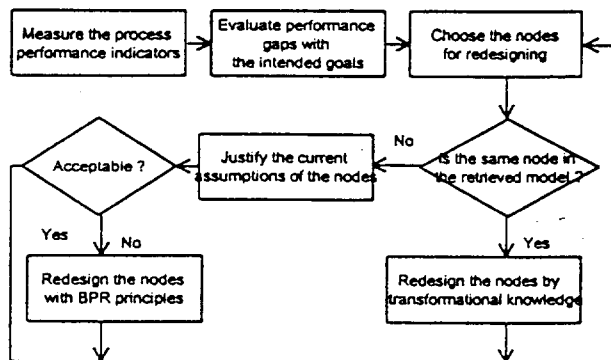 Measure the process
performance indicators
Evaluate performance
gaps with
the intended goals
Choose the nodes
for redesigning
No
Is the same node in
the retrieved model ?
Justify the current
assumptions of the nodes
Acceptable ?
Yes
No
Yes
Redesign the nodes
with BPR principles
Redesign the nodes by
transformational knowledge